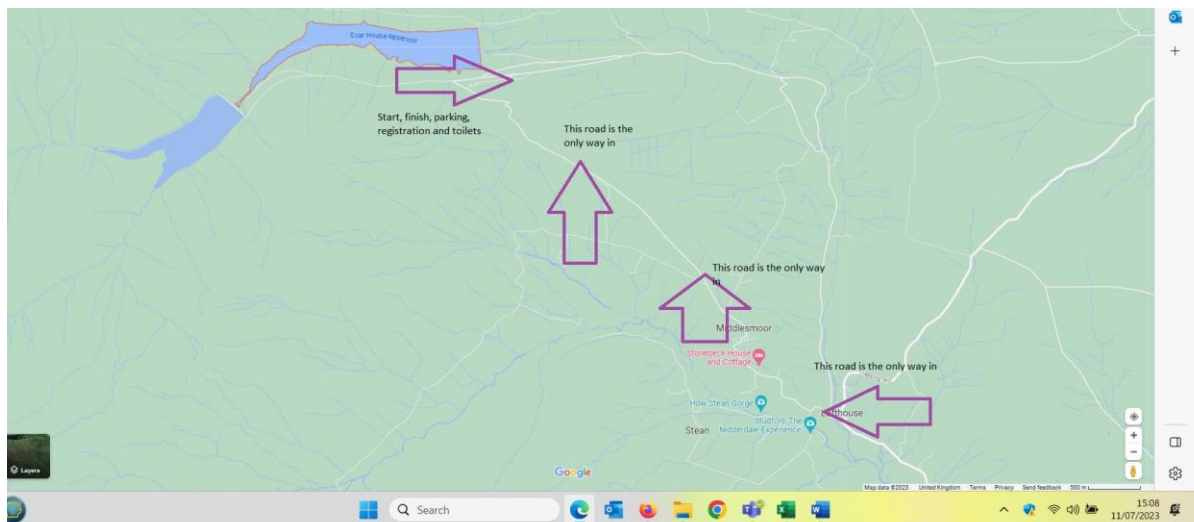 Scar House Reservoir
Start, finish, parking,
registration and toilets
This road is the
only way in
This road is the only way
in
Middlesmoor
Stonebeck House
and Cottage
This road is the only way in
How Stean Gorge
Studfold, The
Nidderdale Experience
Lofthouse
Stean
Layers
Google
Map data ©2023 United Kingdom Terms Privacy Send feedback 500 m
Search
15:08
11/07/2023